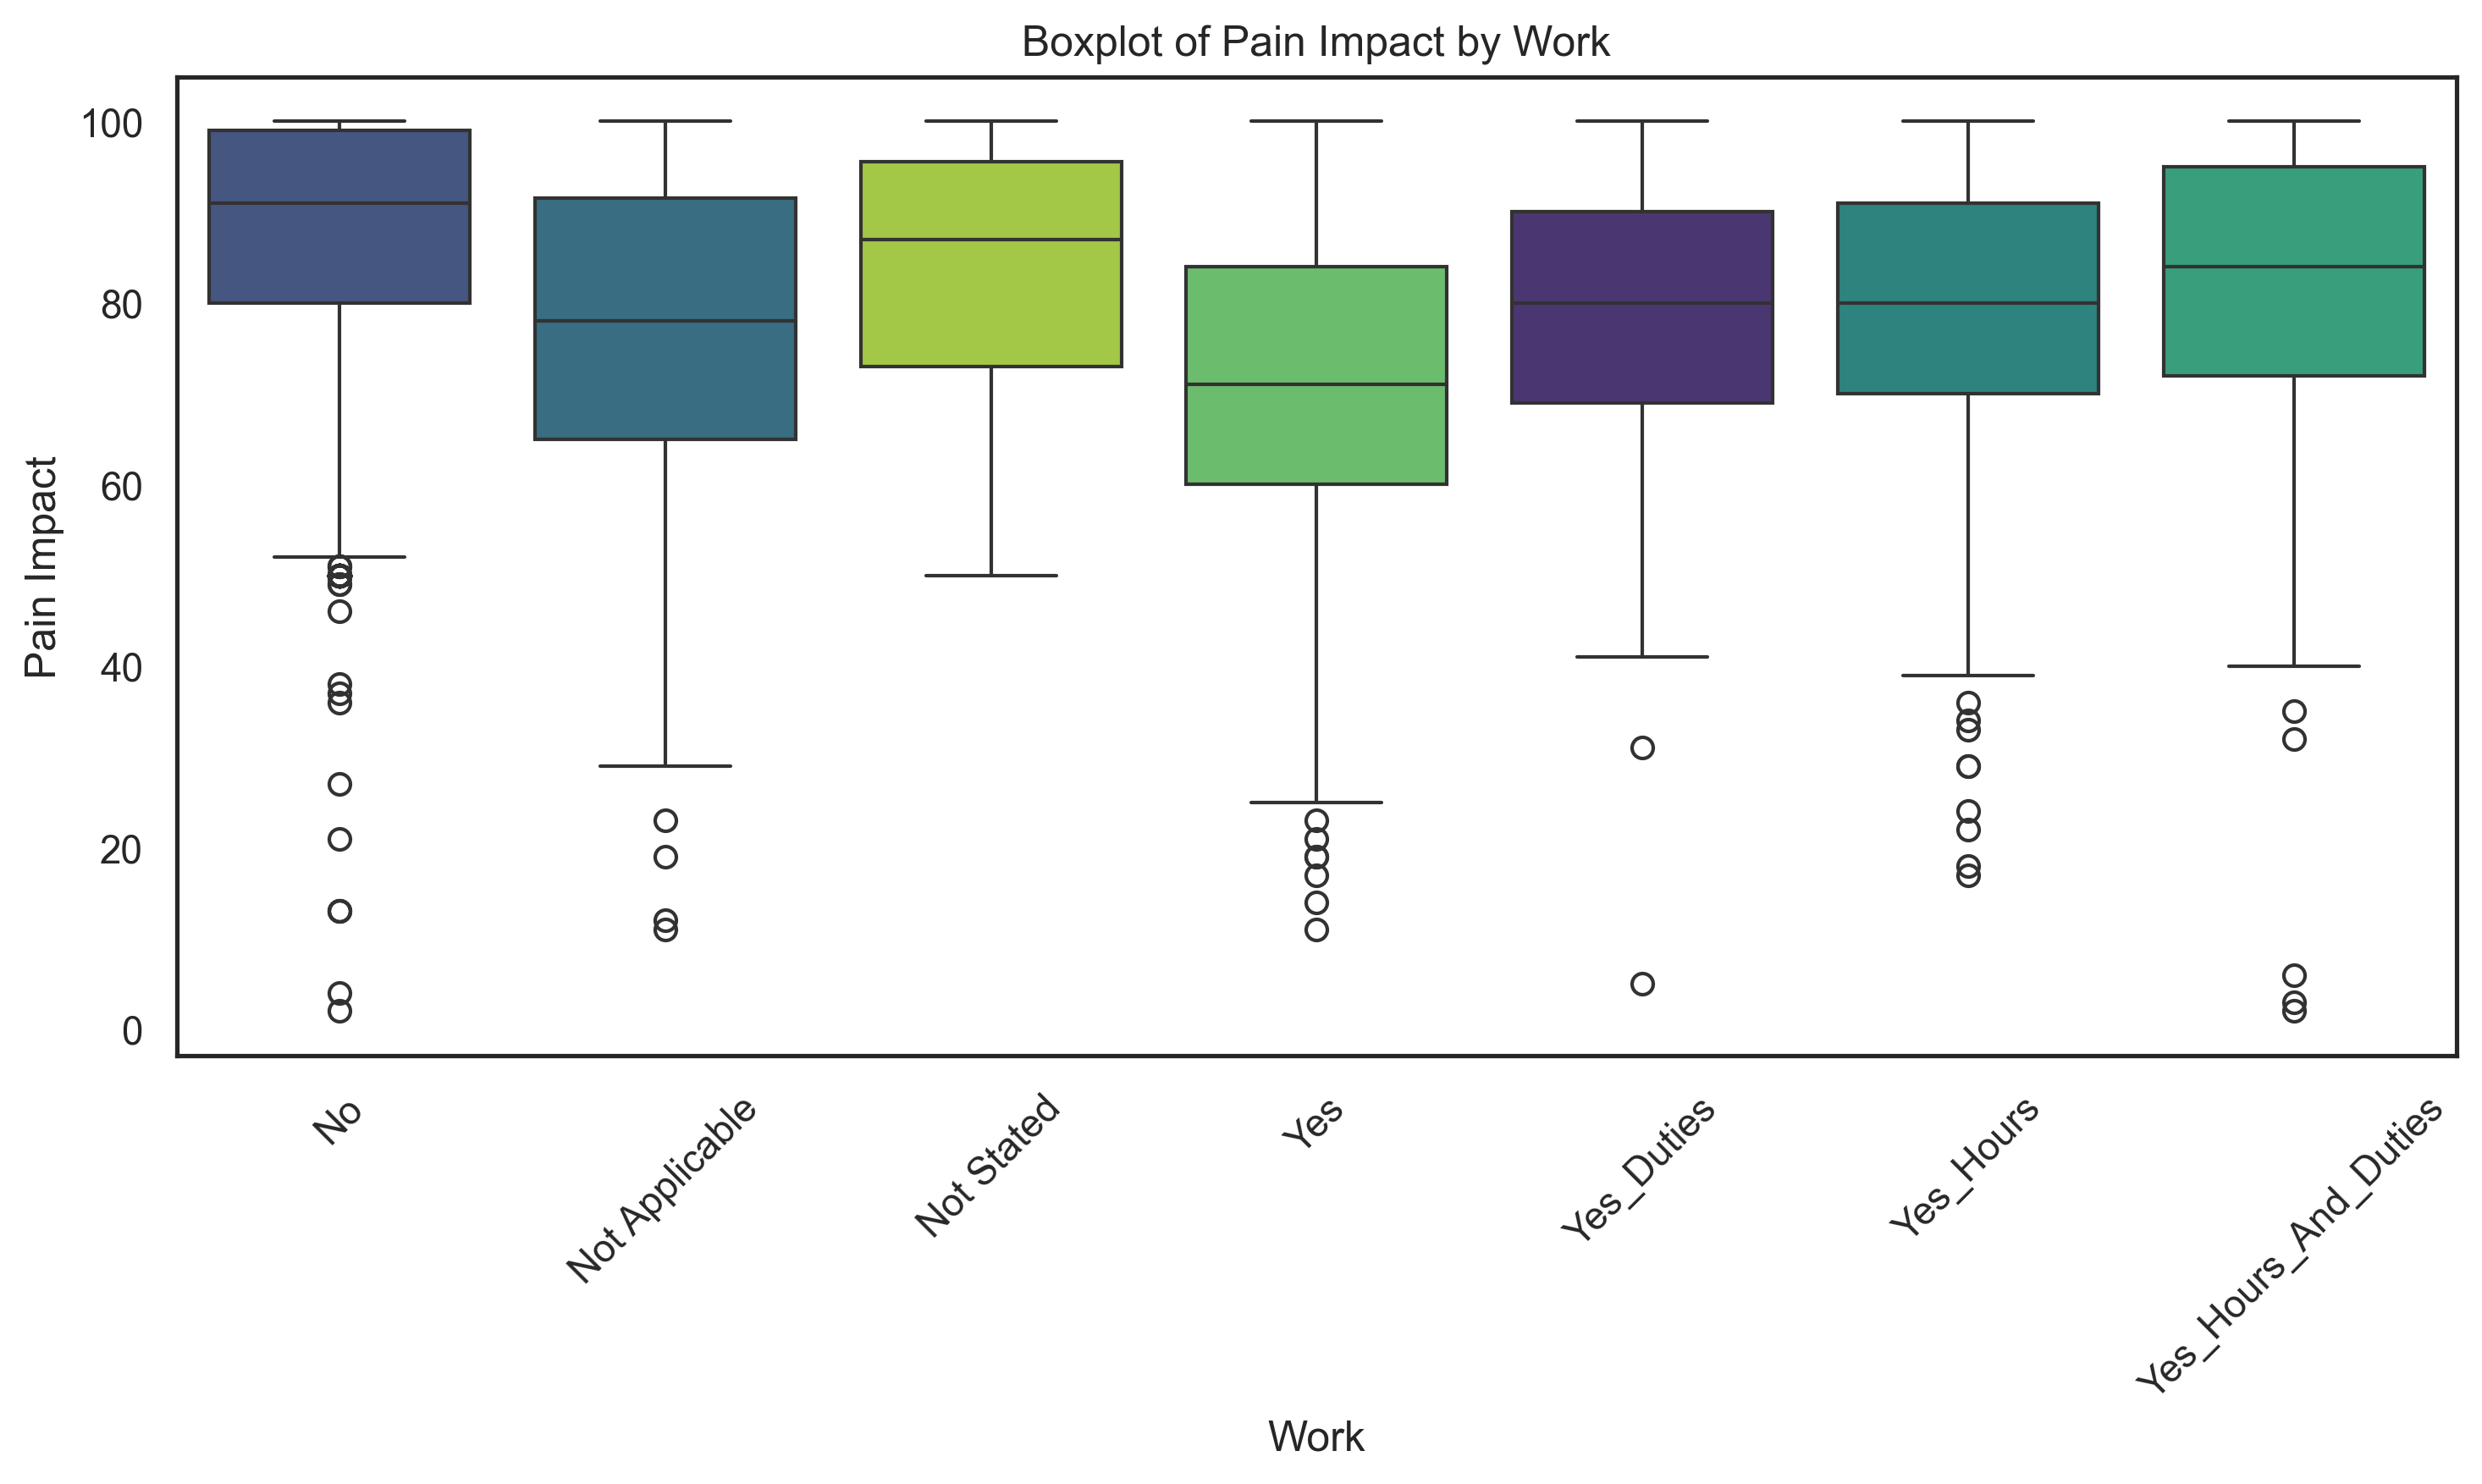 Boxplot of Pain Impact by Work
Pain Impact
100
80
60
40
20
0
No
Not Applicable
Not Stated
Yes
Yes_Duties
Yes_Hours
Yes_Hours_And_Duties
Work